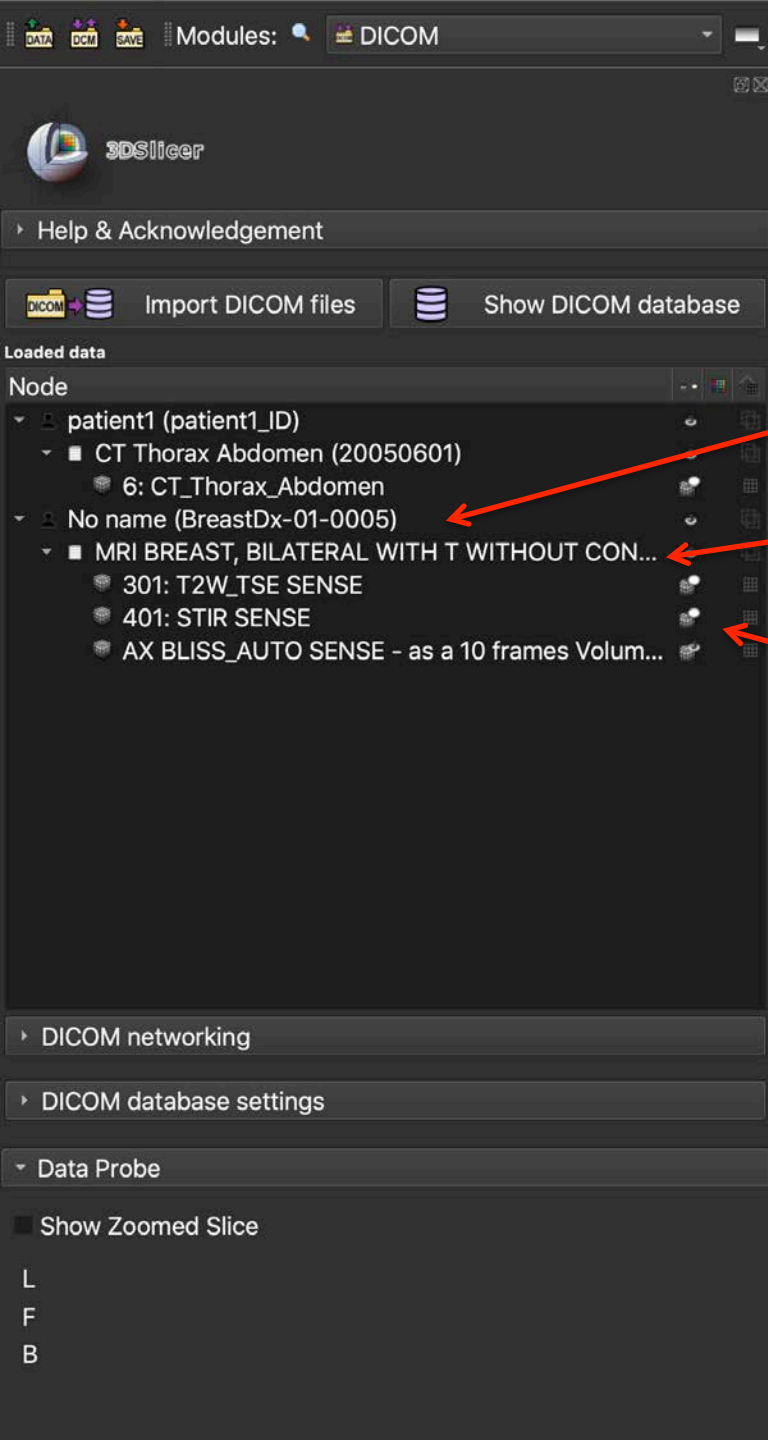 DATA DCM SAVE Modules: DICOM
3DSlicer
Help & Acknowledgement
DICOM Import DICOM files Show DICOM database
Loaded data
Node
patient1 (patient1_ID)
CT Thorax Abdomen (20050601)
6: CT_Thorax_Abdomen
No name (BreastDx-01-0005)
MRI BREAST, BILATERAL WITH T WITHOUT CON...
301: T2W_TSE SENSE
401: STIR SENSE
AX BLISS_AUTO SENSE - as a 10 frames Volum...
DICOM networking
DICOM database settings
Data Probe
Show Zoomed Slice
L
F
B